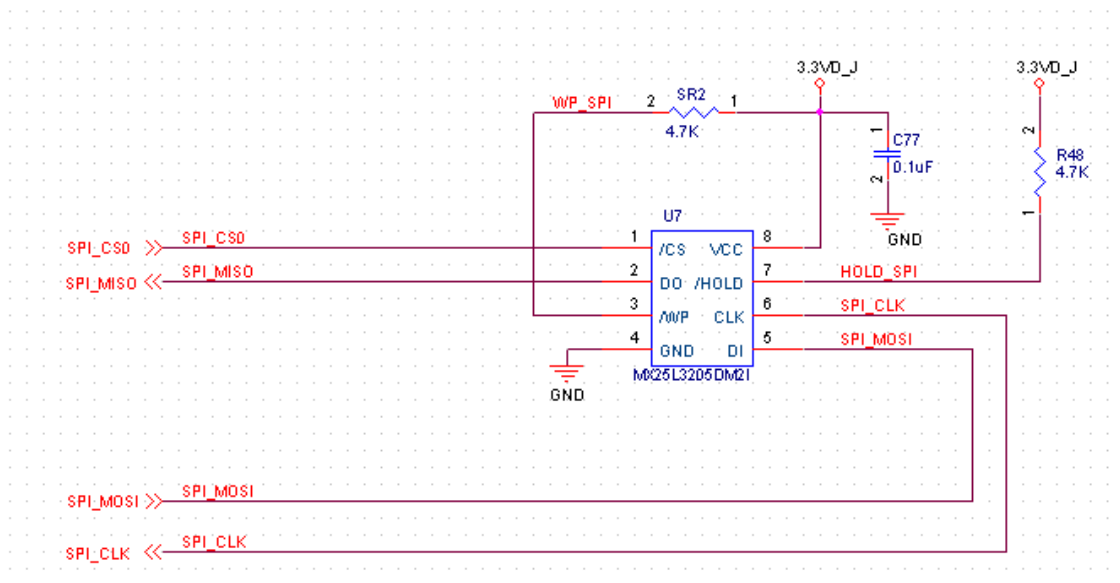 3.3VD_J
3.3VD_J
WP_SPI 2 SR2 1
4.7K
1 C77
0.1uF
2
GND
2
R48
4.7K
1
U7
SPI_CS0 SPI_CS0 1 /CS VCC 8
SPI_MISO SPI_MISO 2 DO /HOLD 7 HOLD_SPI
3 /WP CLK 6 SPI_CLK
4 GND DI 5 SPI_MOSI
MX25L3205DM2I
GND
SPI_MOSI SPI_MOSI
SPI_CLK SPI_CLK